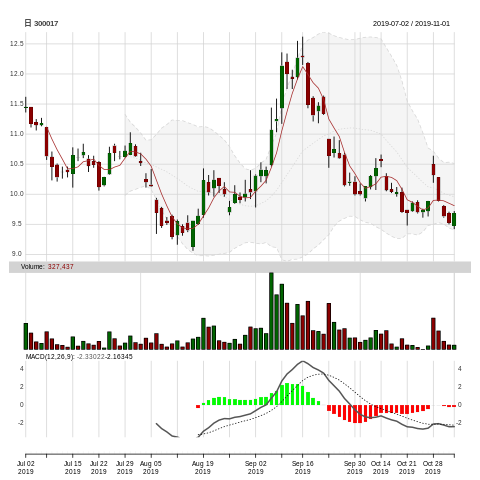 日 300017 2019-07-02 / 2019-11-01
12.5
12.0
11.5
11.0
10.5
10.0
9.5
9.0
Volume: 327,437
MACD(12,26,9): -2.33022-2.16345
4 4
2 2
0 0
-2 -2
Jul 02 Jul 15 Jul 22 Jul 29 Aug 05 Aug 19 Sep 02 Sep 16 Sep 30 Oct 14 Oct 21 Oct 28
2019 2019 2019 2019 2019 2019 2019 2019 2019 2019 2019 2019